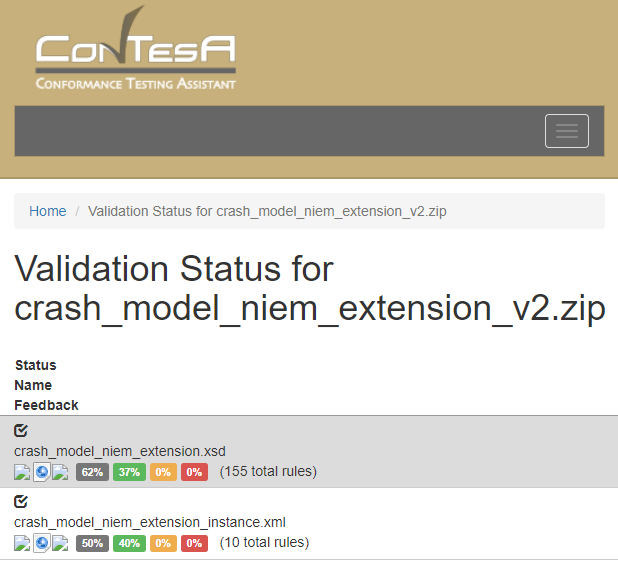 ConTesA
Conformance Testing Assistant
Home / Validation Status for crash_model_niem_extension_v2.zip
Validation Status for
crash_model_niem_extension_v2.zip
Status
Name
Feedback
crash_model_niem_extension.xsd
62% 37% 0% 0% (155 total rules)
crash_model_niem_extension_instance.xml
50% 40% 0% 0% (10 total rules)